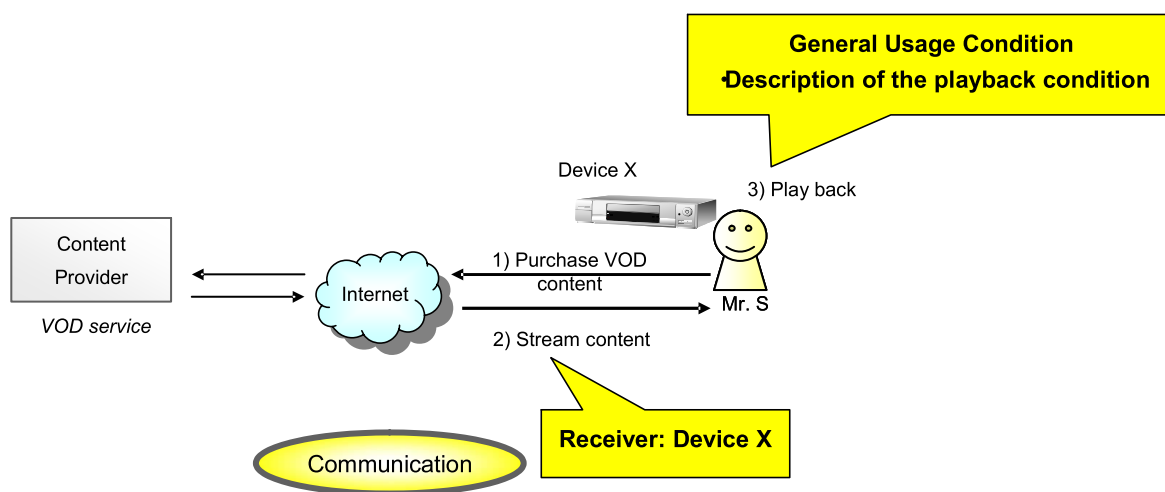 General Usage Condition
•Description of the playback condition
Device X
3) Play back
Content
Provider
VOD service
Internet
1) Purchase VOD
content
Mr. S
2) Stream content
Receiver: Device X
Communication